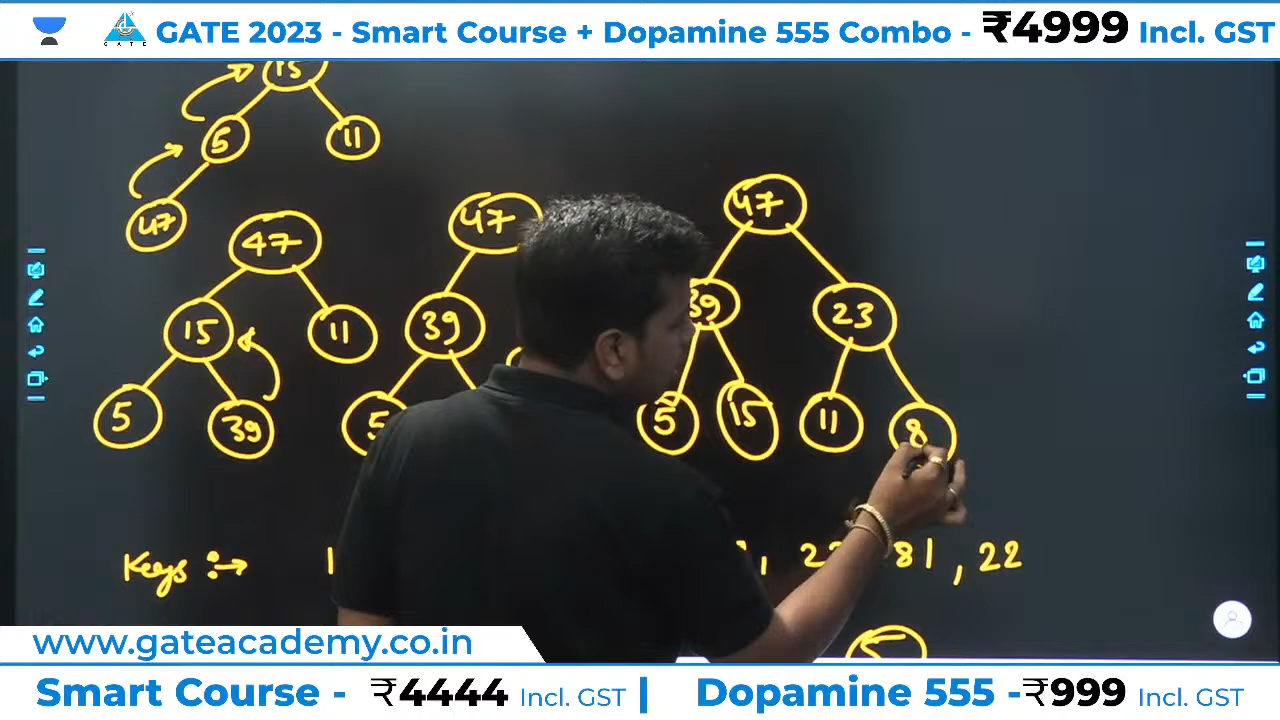 GATE 2023 - Smart Course + Dopamine 555 Combo - ₹4999 Incl. GST
GATE
15
5 11
47
47
15 11
5 39
47
39
5
47
39 23
5 15 11 8
Keys :→ 81, 22
www.gateacademy.co.in
Smart Course - ₹4444 Incl. GST | Dopamine 555 -₹999 Incl. GST